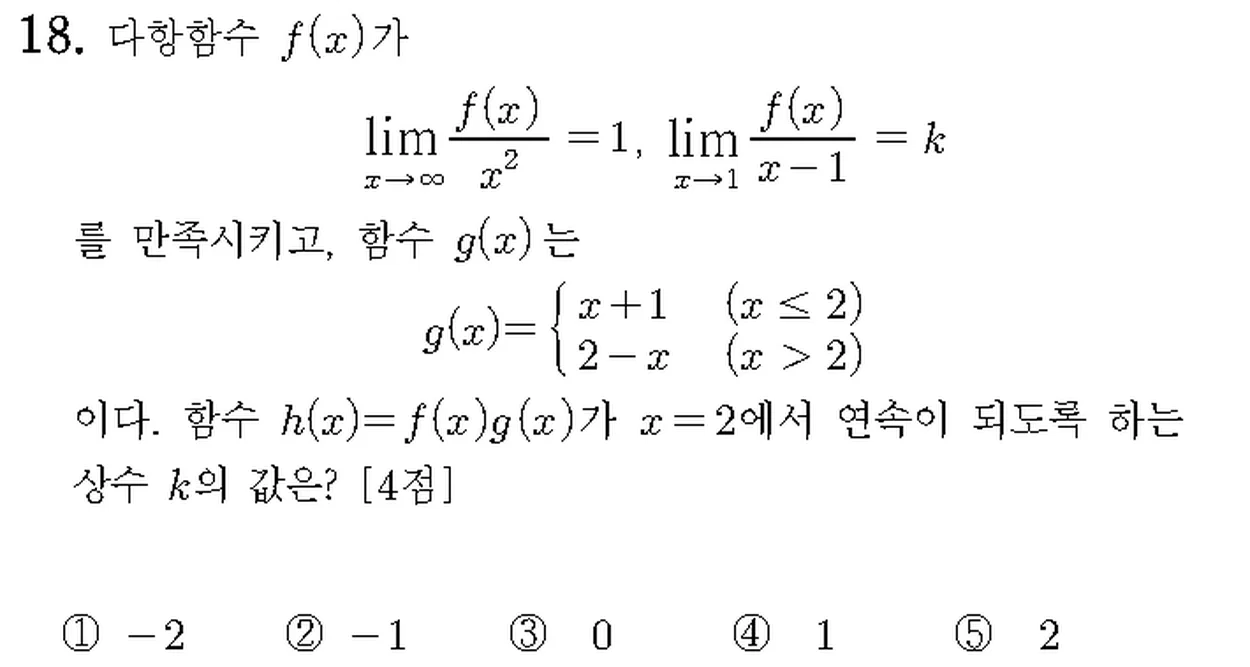 18. 다항함수 f(x)가
lim_{x→∞} f(x)/x² = 1, lim_{x→1} f(x)/(x−1) = k
를 만족시키고, 함수 g(x)는
g(x)= { x+1 (x ≤ 2)
2−x (x > 2)
이다. 함수 h(x)=f(x)g(x)가 x=2에서 연속이 되도록 하는
상수 k의 값은? [4점]
① −2 ② −1 ③ 0 ④ 1 ⑤ 2